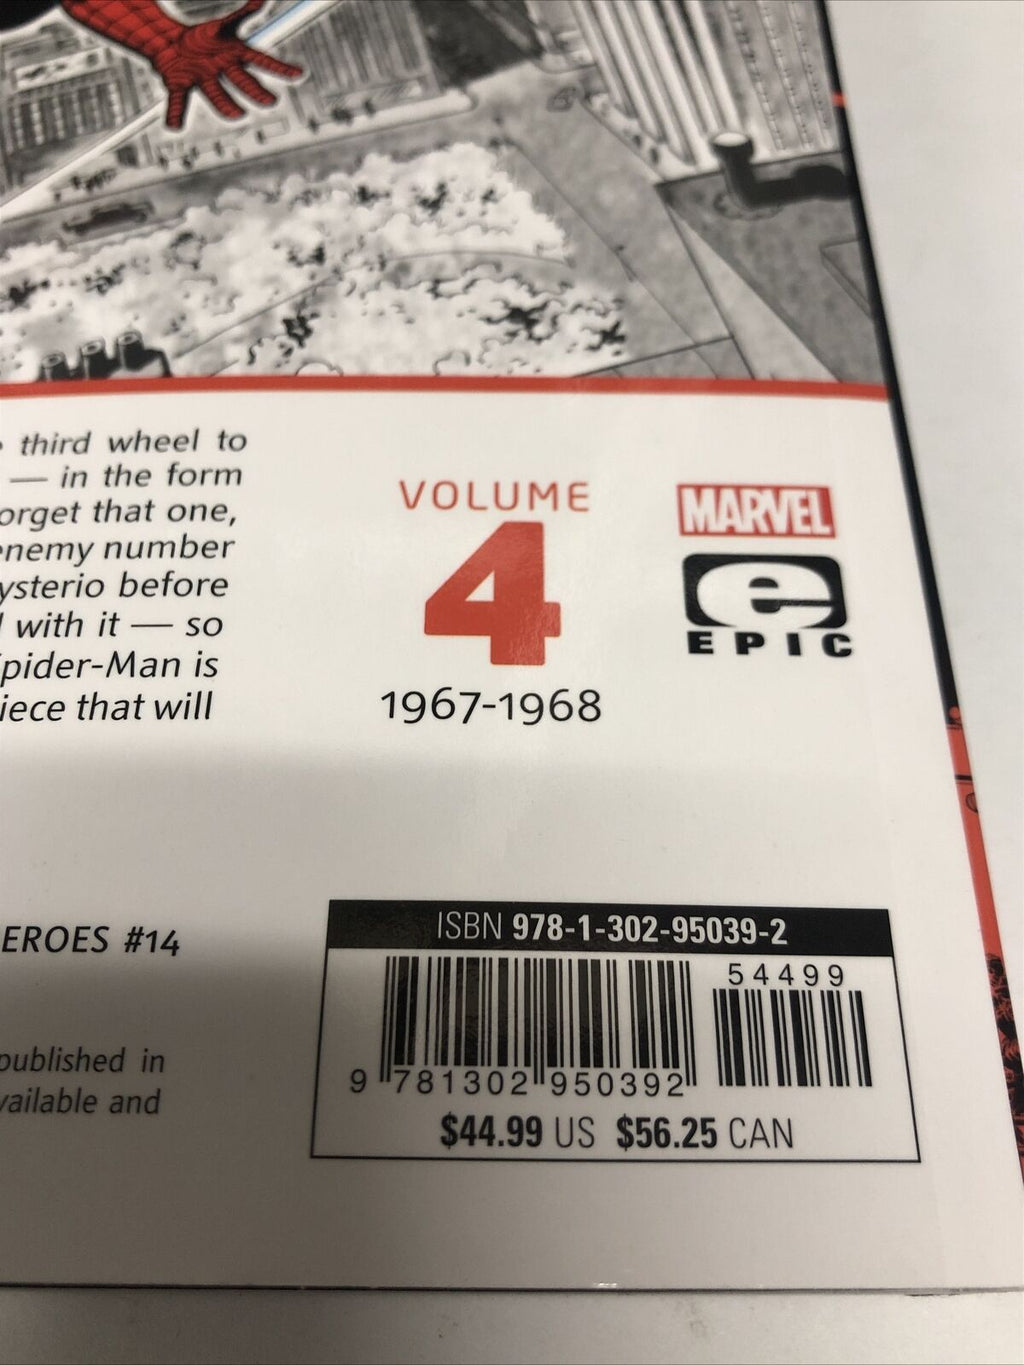 third wheel to
— in the form
orget that one,
enemy number
ysterio before
with it — so
pider-Man is
iece that will
VOLUME
4
1967-1968
MARVEL
e
EPIC
EROES #14
published in
vailable and
ISBN 978-1-302-95039-2
54499
9 781302 950392
$44.99 US $56.25 CAN